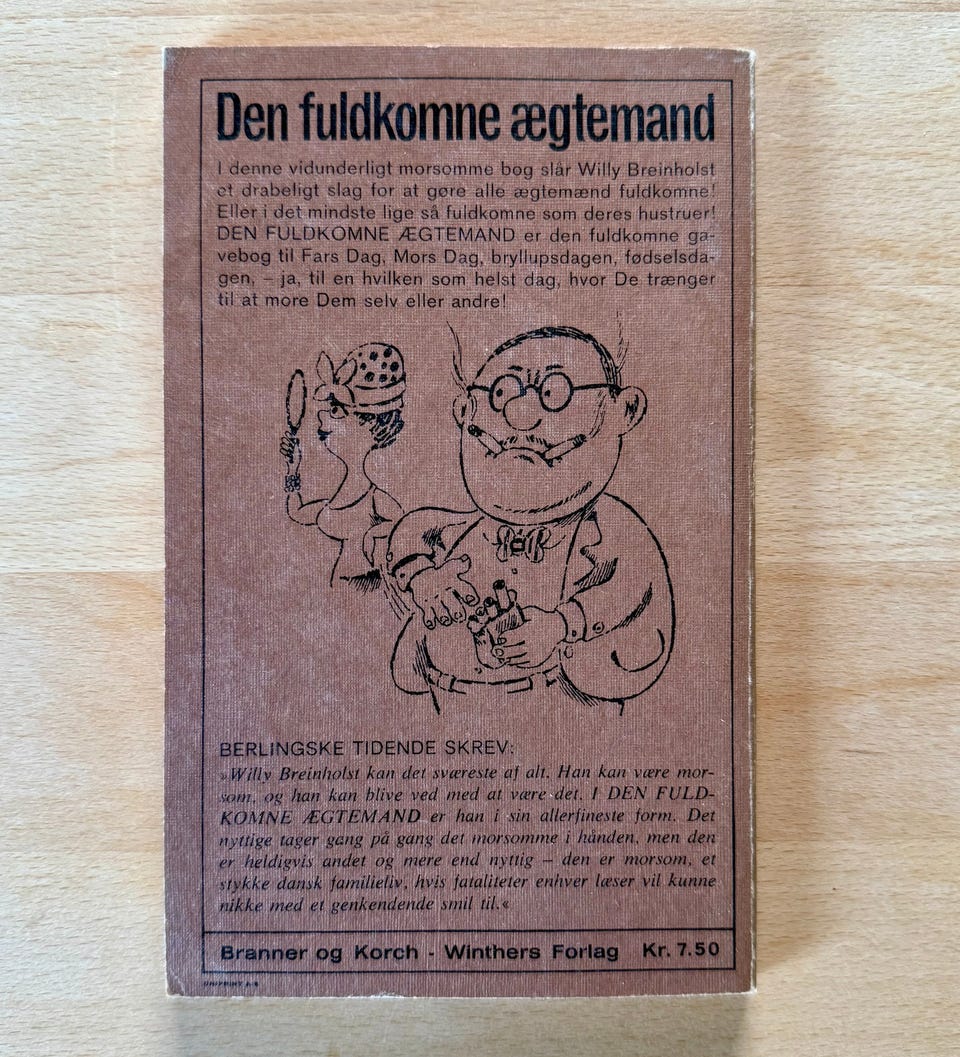 Den fuldkomne ægtemand
I denne vidunderligt morsomme bog slår Willy Breinholst
et drabeligt slag for at gøre alle ægtemænd fuldkomne!
Eller i det mindste lige så fuldkomne som deres hustruer!
DEN FULDKOMNE ÆGTEMAND er den fuldkomne ga-
vebog til Fars Dag, Mors Dag, bryllupsdagen, fødselsda-
gen, – ja, til en hvilken som helst dag, hvor De trænger
til at more Dem selv eller andre!
BERLINGSKE TIDENDE SKREV:
»Willy Breinholst kan det sværeste af alt. Han kan være mor-
som, og han kan blive ved med at være det. I DEN FULD-
KOMNE ÆGTEMAND er han i sin allerfineste form. Det
nyttige tager gang på gang det morsomme i hånden, men den
er heldigvis andet og mere end nyttig – den er morsom, et
stykke dansk familieliv, hvis fataliteter enhver læser vil kunne
nikke med et genkendende smil til.«
Branner og Korch - Winthers Forlag Kr. 7.50
UNIPRINT A/S